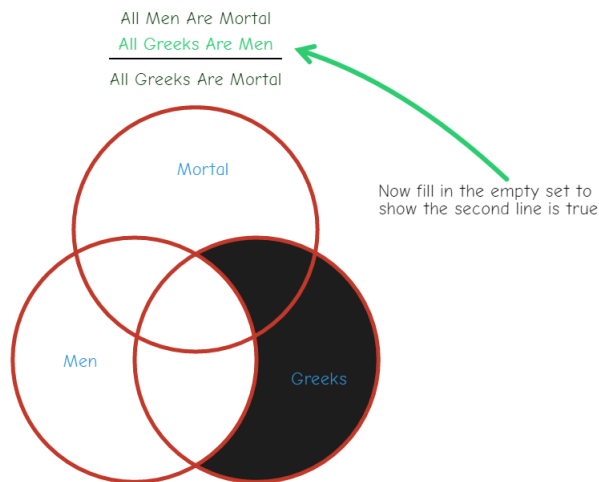 All Men Are Mortal
All Greeks Are Men
All Greeks Are Mortal
Mortal
Now fill in the empty set to
show the second line is true
Men
Greeks